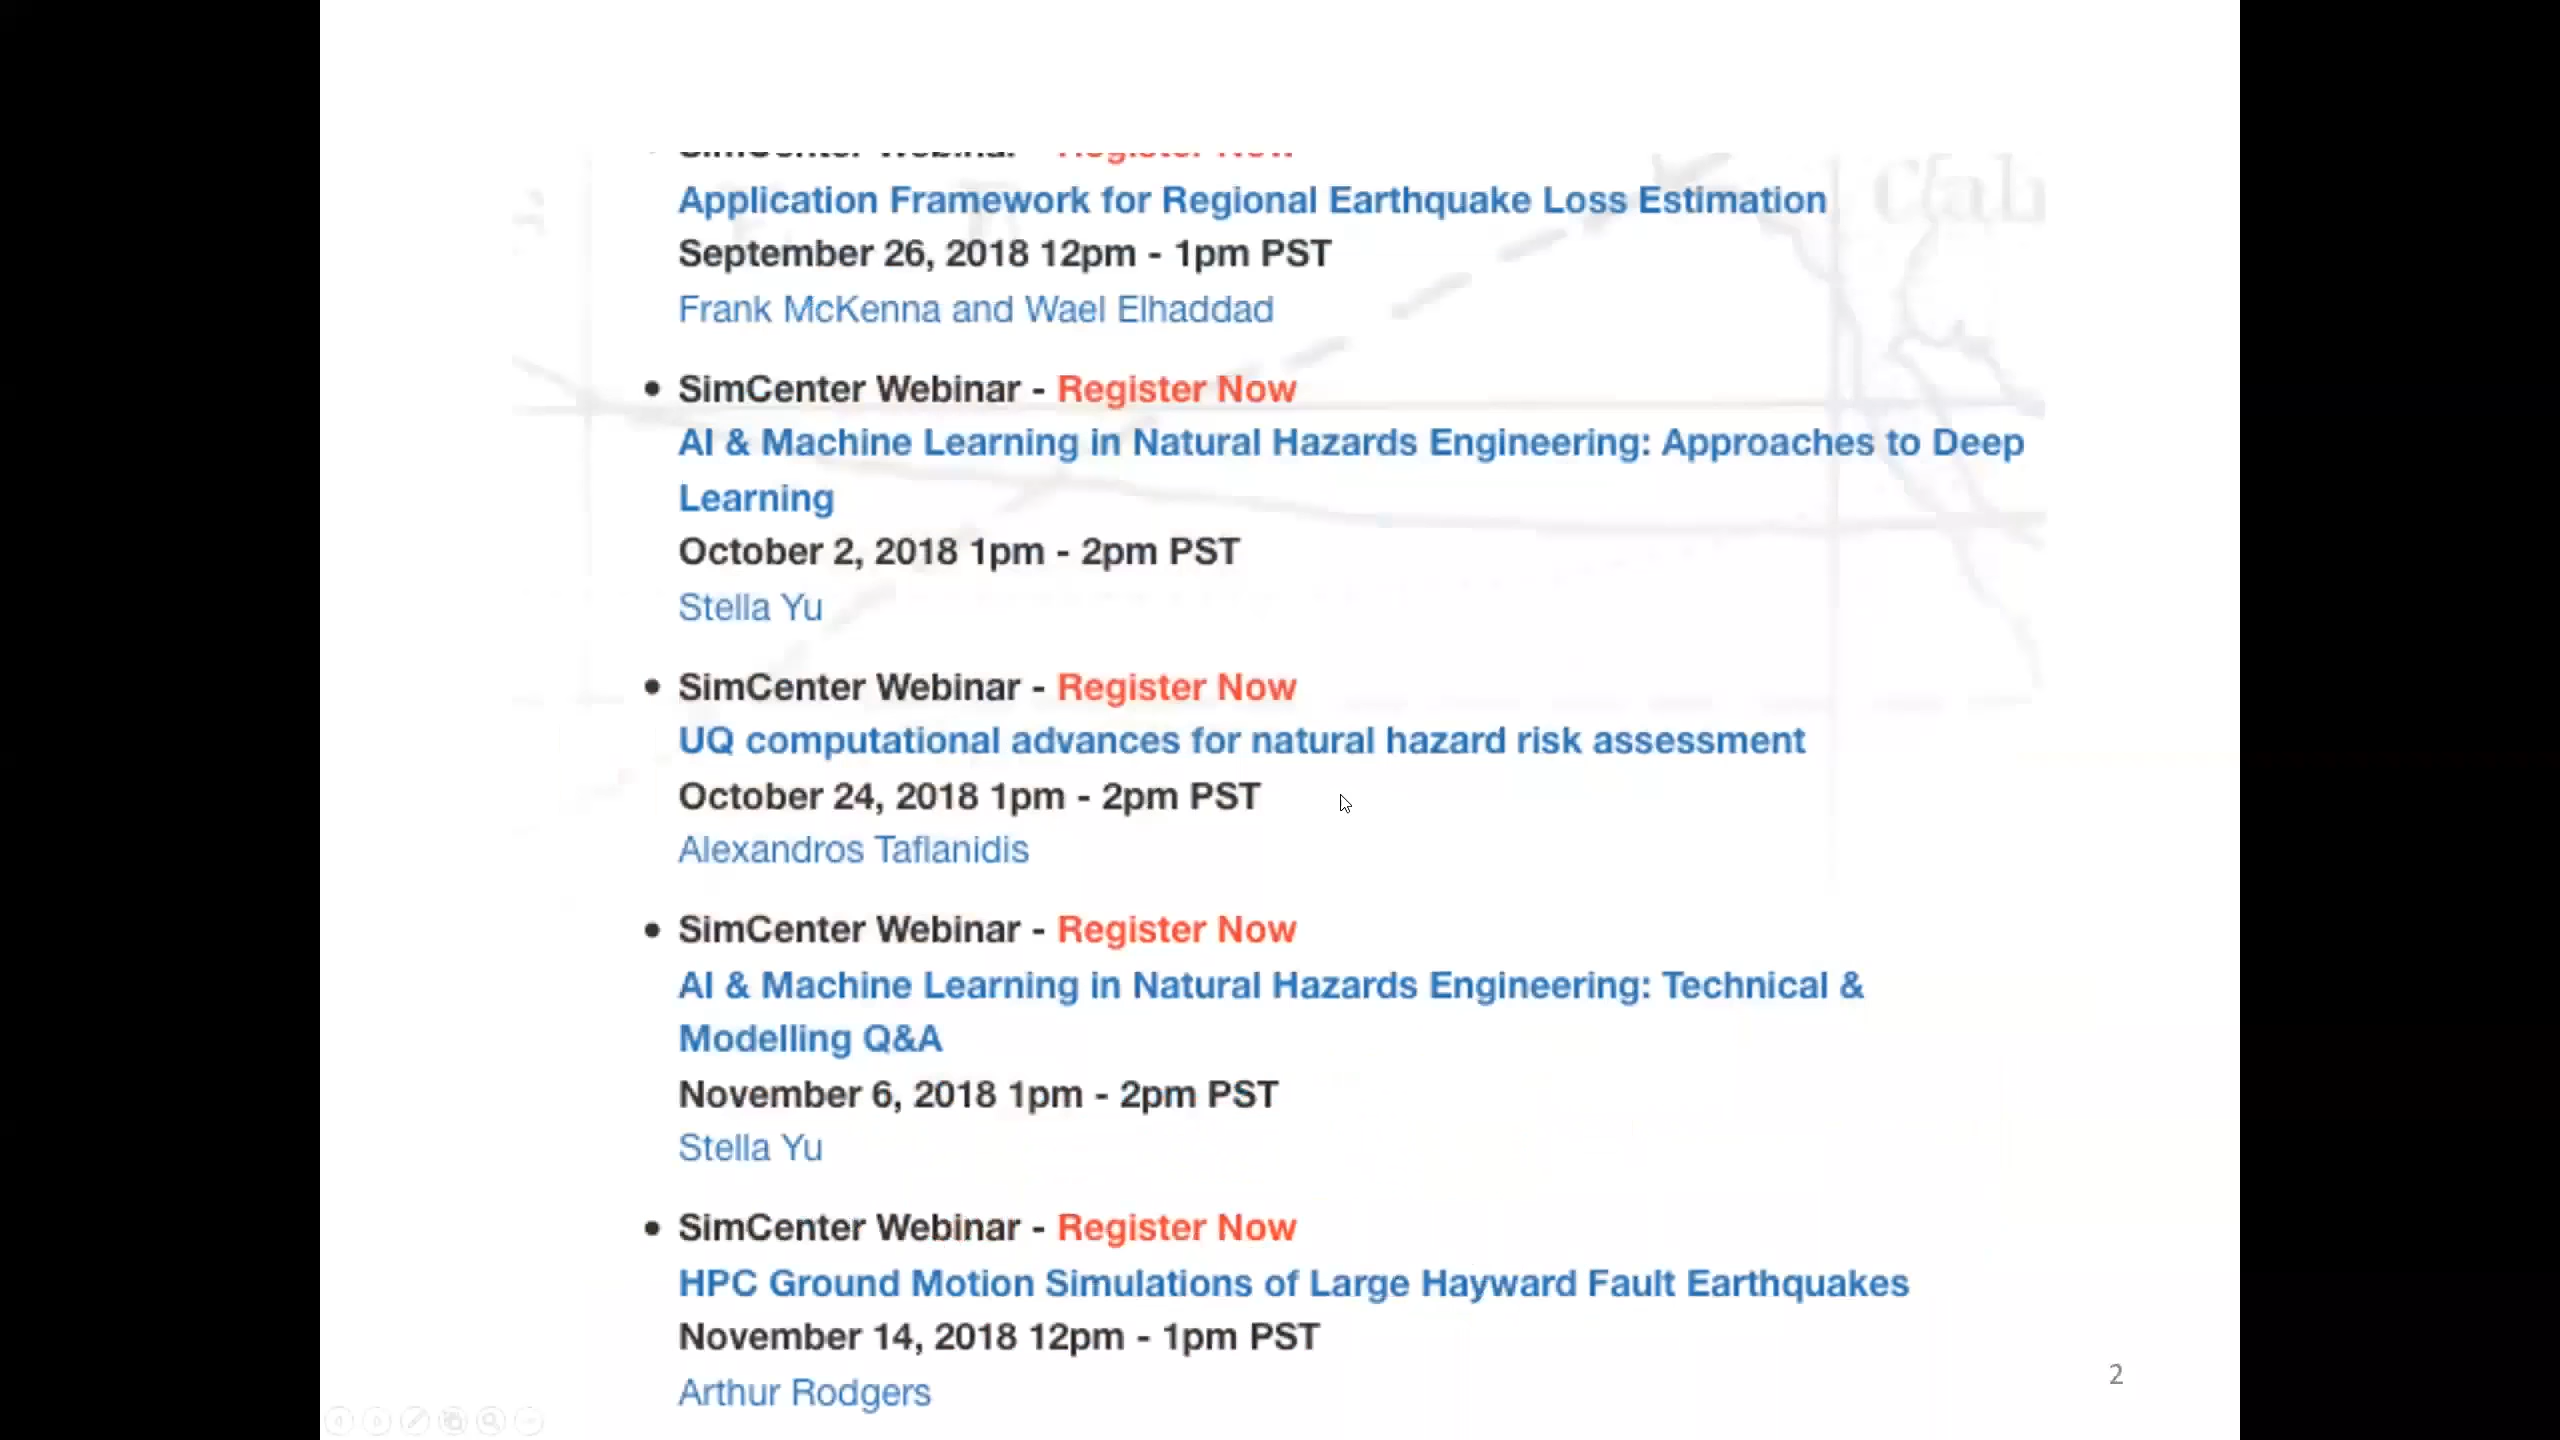 SimCenter Webinar - Register Now
Application Framework for Regional Earthquake Loss Estimation
September 26, 2018 12pm - 1pm PST
Frank McKenna and Wael Elhaddad
• SimCenter Webinar - Register Now
AI & Machine Learning in Natural Hazards Engineering: Approaches to Deep
Learning
October 2, 2018 1pm - 2pm PST
Stella Yu
• SimCenter Webinar - Register Now
UQ computational advances for natural hazard risk assessment
October 24, 2018 1pm - 2pm PST
Alexandros Taflanidis
• SimCenter Webinar - Register Now
AI & Machine Learning in Natural Hazards Engineering: Technical &
Modelling Q&A
November 6, 2018 1pm - 2pm PST
Stella Yu
• SimCenter Webinar - Register Now
HPC Ground Motion Simulations of Large Hayward Fault Earthquakes
November 14, 2018 12pm - 1pm PST
Arthur Rodgers
2